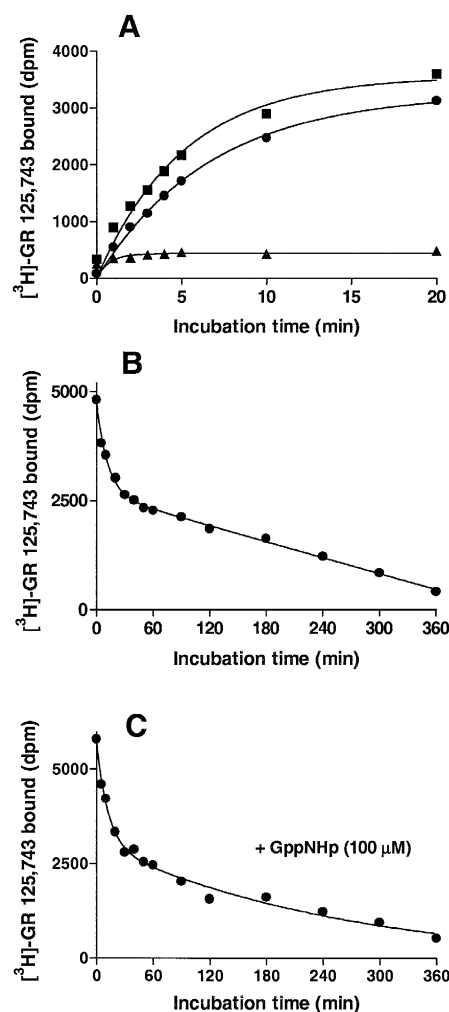 A
[³H]-GR 125,743 bound (dpm)
4000
3000
2000
1000
0
0 5 10 15 20
Incubation time (min)
B
[³H]-GR 125,743 bound (dpm)
5000
2500
0
0 60 120 180 240 300 360
Incubation time (min)
C
[³H]-GR 125,743 bound (dpm)
5000
2500
0
+ GppNHp (100 µM)
0 60 120 180 240 300 360
Incubation time (min)